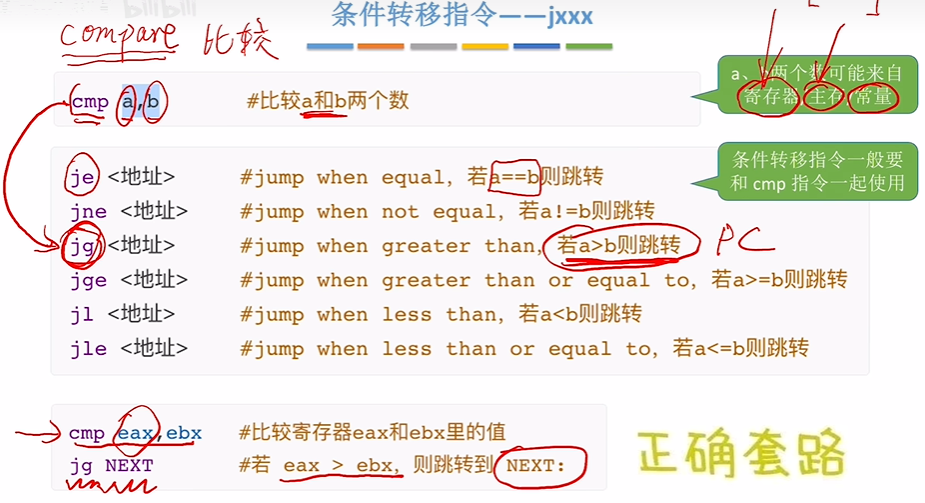 条件转移指令——jxxx
compare 比较
cmp a,b #比较a和b两个数
a、b两个数可能来自
寄存器/主存/常量
je <地址> #jump when equal，若a==b则跳转
jne <地址> #jump when not equal，若a!=b则跳转
jg <地址> #jump when greater than，若a>b则跳转
jge <地址> #jump when greater than or equal to，若a>=b则跳转
jl <地址> #jump when less than，若a<b则跳转
jle <地址> #jump when less than or equal to，若a<=b则跳转
条件转移指令一般要
和 cmp 指令一起使用
PC
cmp eax,ebx #比较寄存器eax和ebx里的值
jg NEXT #若 eax > ebx，则跳转到 NEXT：
正确套路